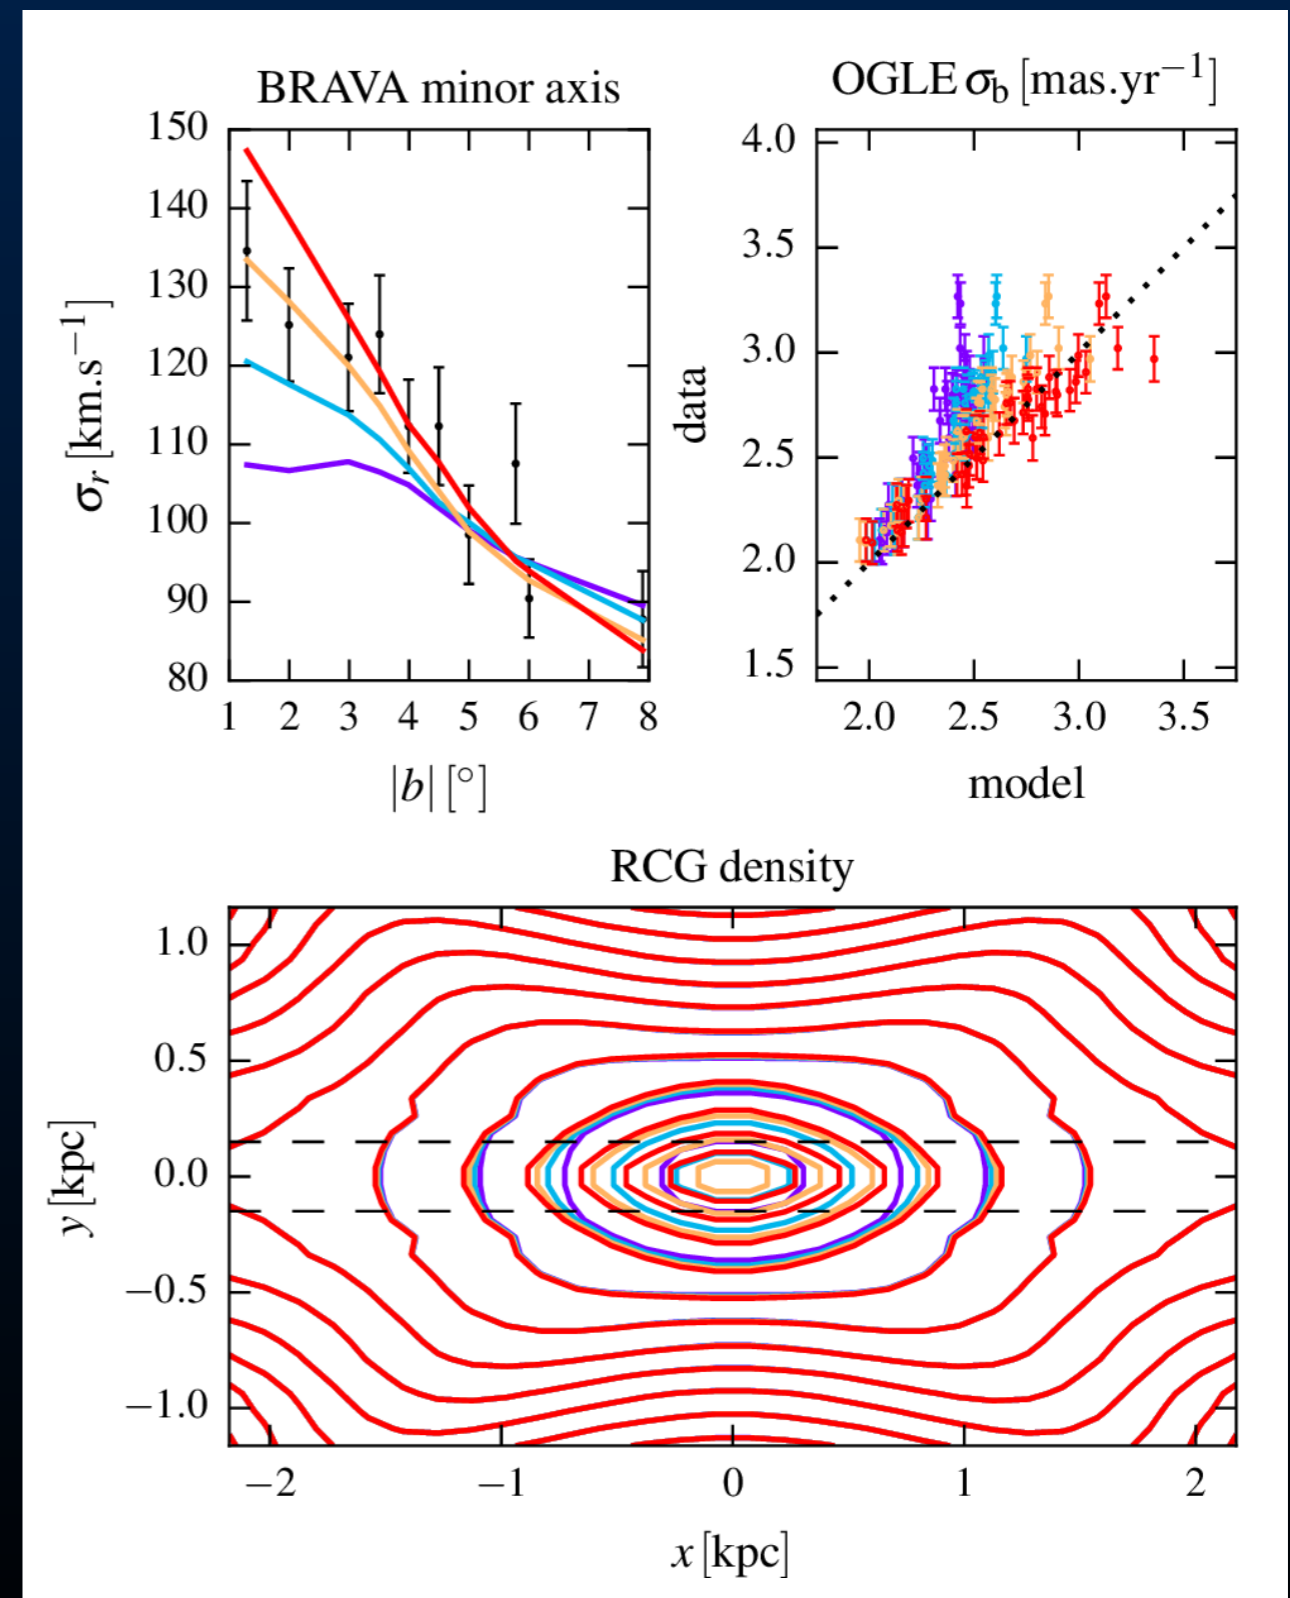 BRAVA minor axis
150
140
130
120
110
100
90
80
σr [km.s−1]
1 2 3 4 5 6 7 8
|b| [°]
OGLE σb [mas.yr−1]
4.0
3.5
3.0
2.5
2.0
1.5
data
2.0 2.5 3.0 3.5
model
RCG density
1.0
0.5
0.0
−0.5
−1.0
y [kpc]
−2 −1 0 1 2
x [kpc]